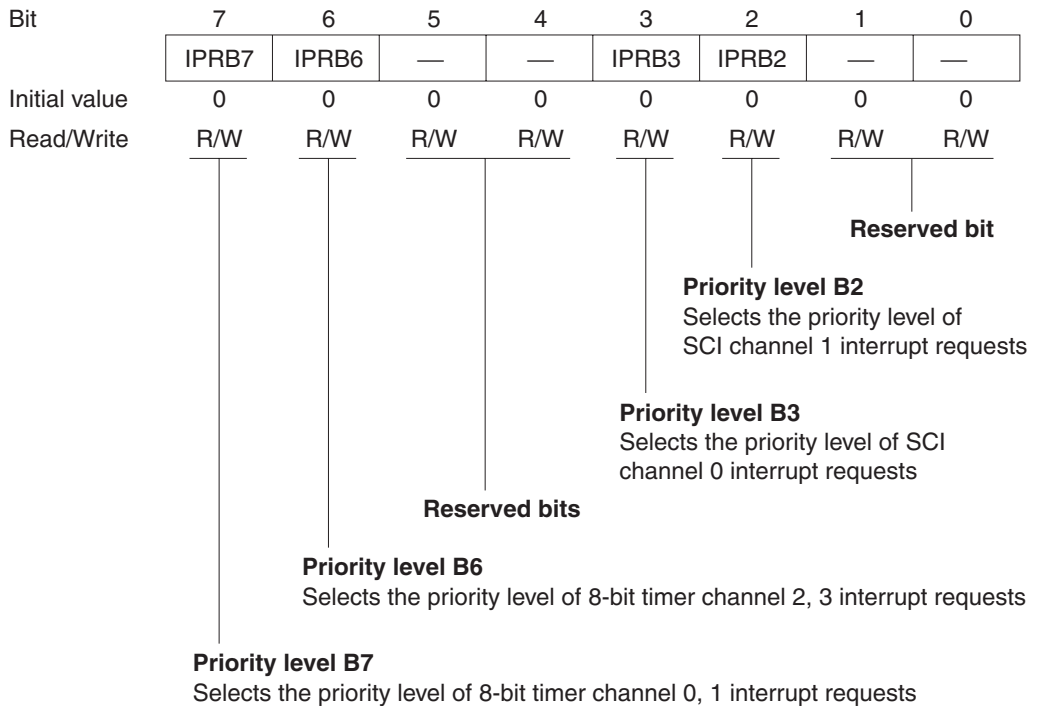 Bit 7 6 5 4 3 2 1 0
IPRB7 IPRB6 — — IPRB3 IPRB2 — —
Initial value 0 0 0 0 0 0 0 0
Read/Write R/W R/W R/W R/W R/W R/W R/W R/W
Reserved bit
Priority level B2
Selects the priority level of
SCI channel 1 interrupt requests
Priority level B3
Selects the priority level of SCI
channel 0 interrupt requests
Reserved bits
Priority level B6
Selects the priority level of 8-bit timer channel 2, 3 interrupt requests
Priority level B7
Selects the priority level of 8-bit timer channel 0, 1 interrupt requests